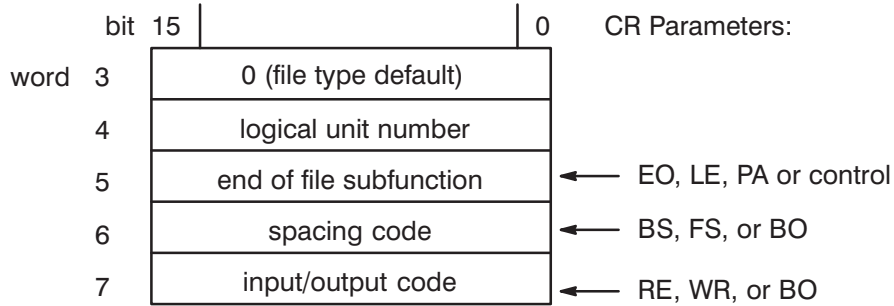 bit 15 0 CR Parameters:
word 3 0 (file type default)
4 logical unit number
5 end of file subfunction EO, LE, PA or control
6 spacing code BS, FS, or BO
7 input/output code RE, WR, or BO